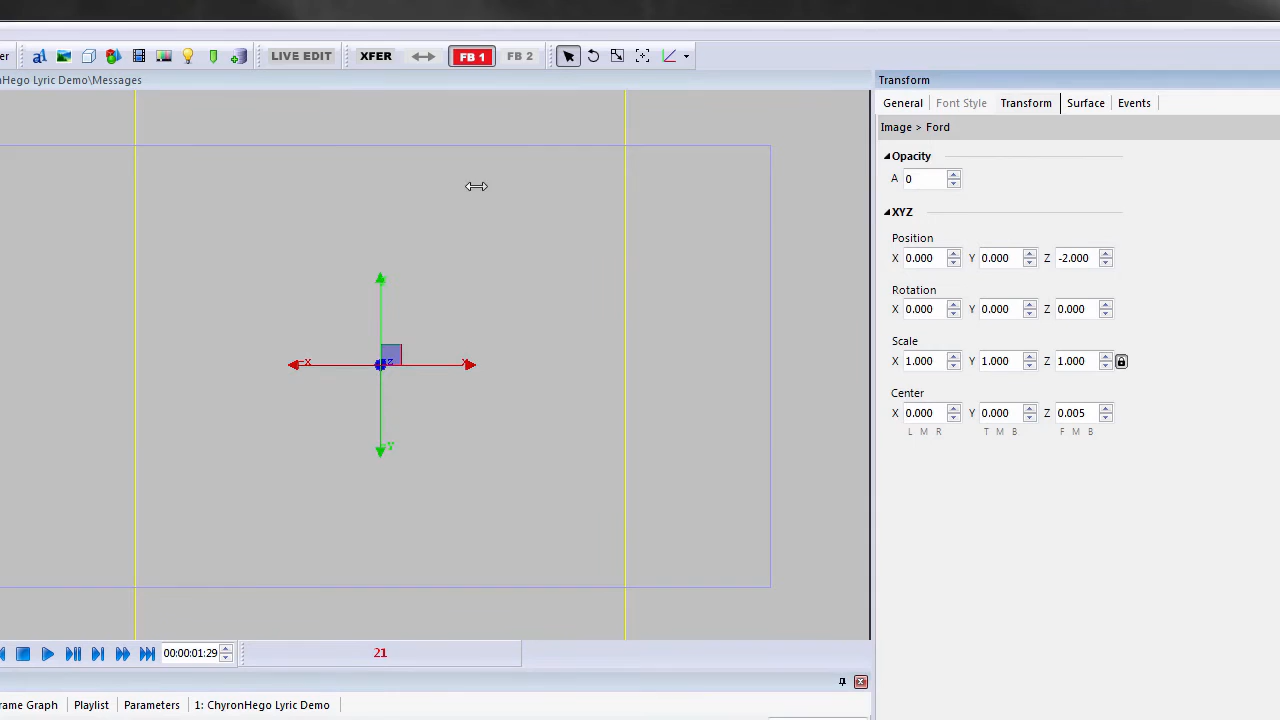 er a LIVE EDIT XFER FB 1 FB 2
nHego Lyric Demo\Messages
Transform
General Font Style Transform Surface Events
Image > Ford
Opacity
A 0
XYZ
Position
X 0.000 Y 0.000 Z -2.000
Rotation
X 0.000 Y 0.000 Z 0.000
Scale
X 1.000 Y 1.000 Z 1.000
Center
X 0.000 Y 0.000 Z 0.005
L M R T M B F M B
-X Z X
-Y
00:00:01:29 21
rame Graph Playlist Parameters 1: ChyronHego Lyric Demo